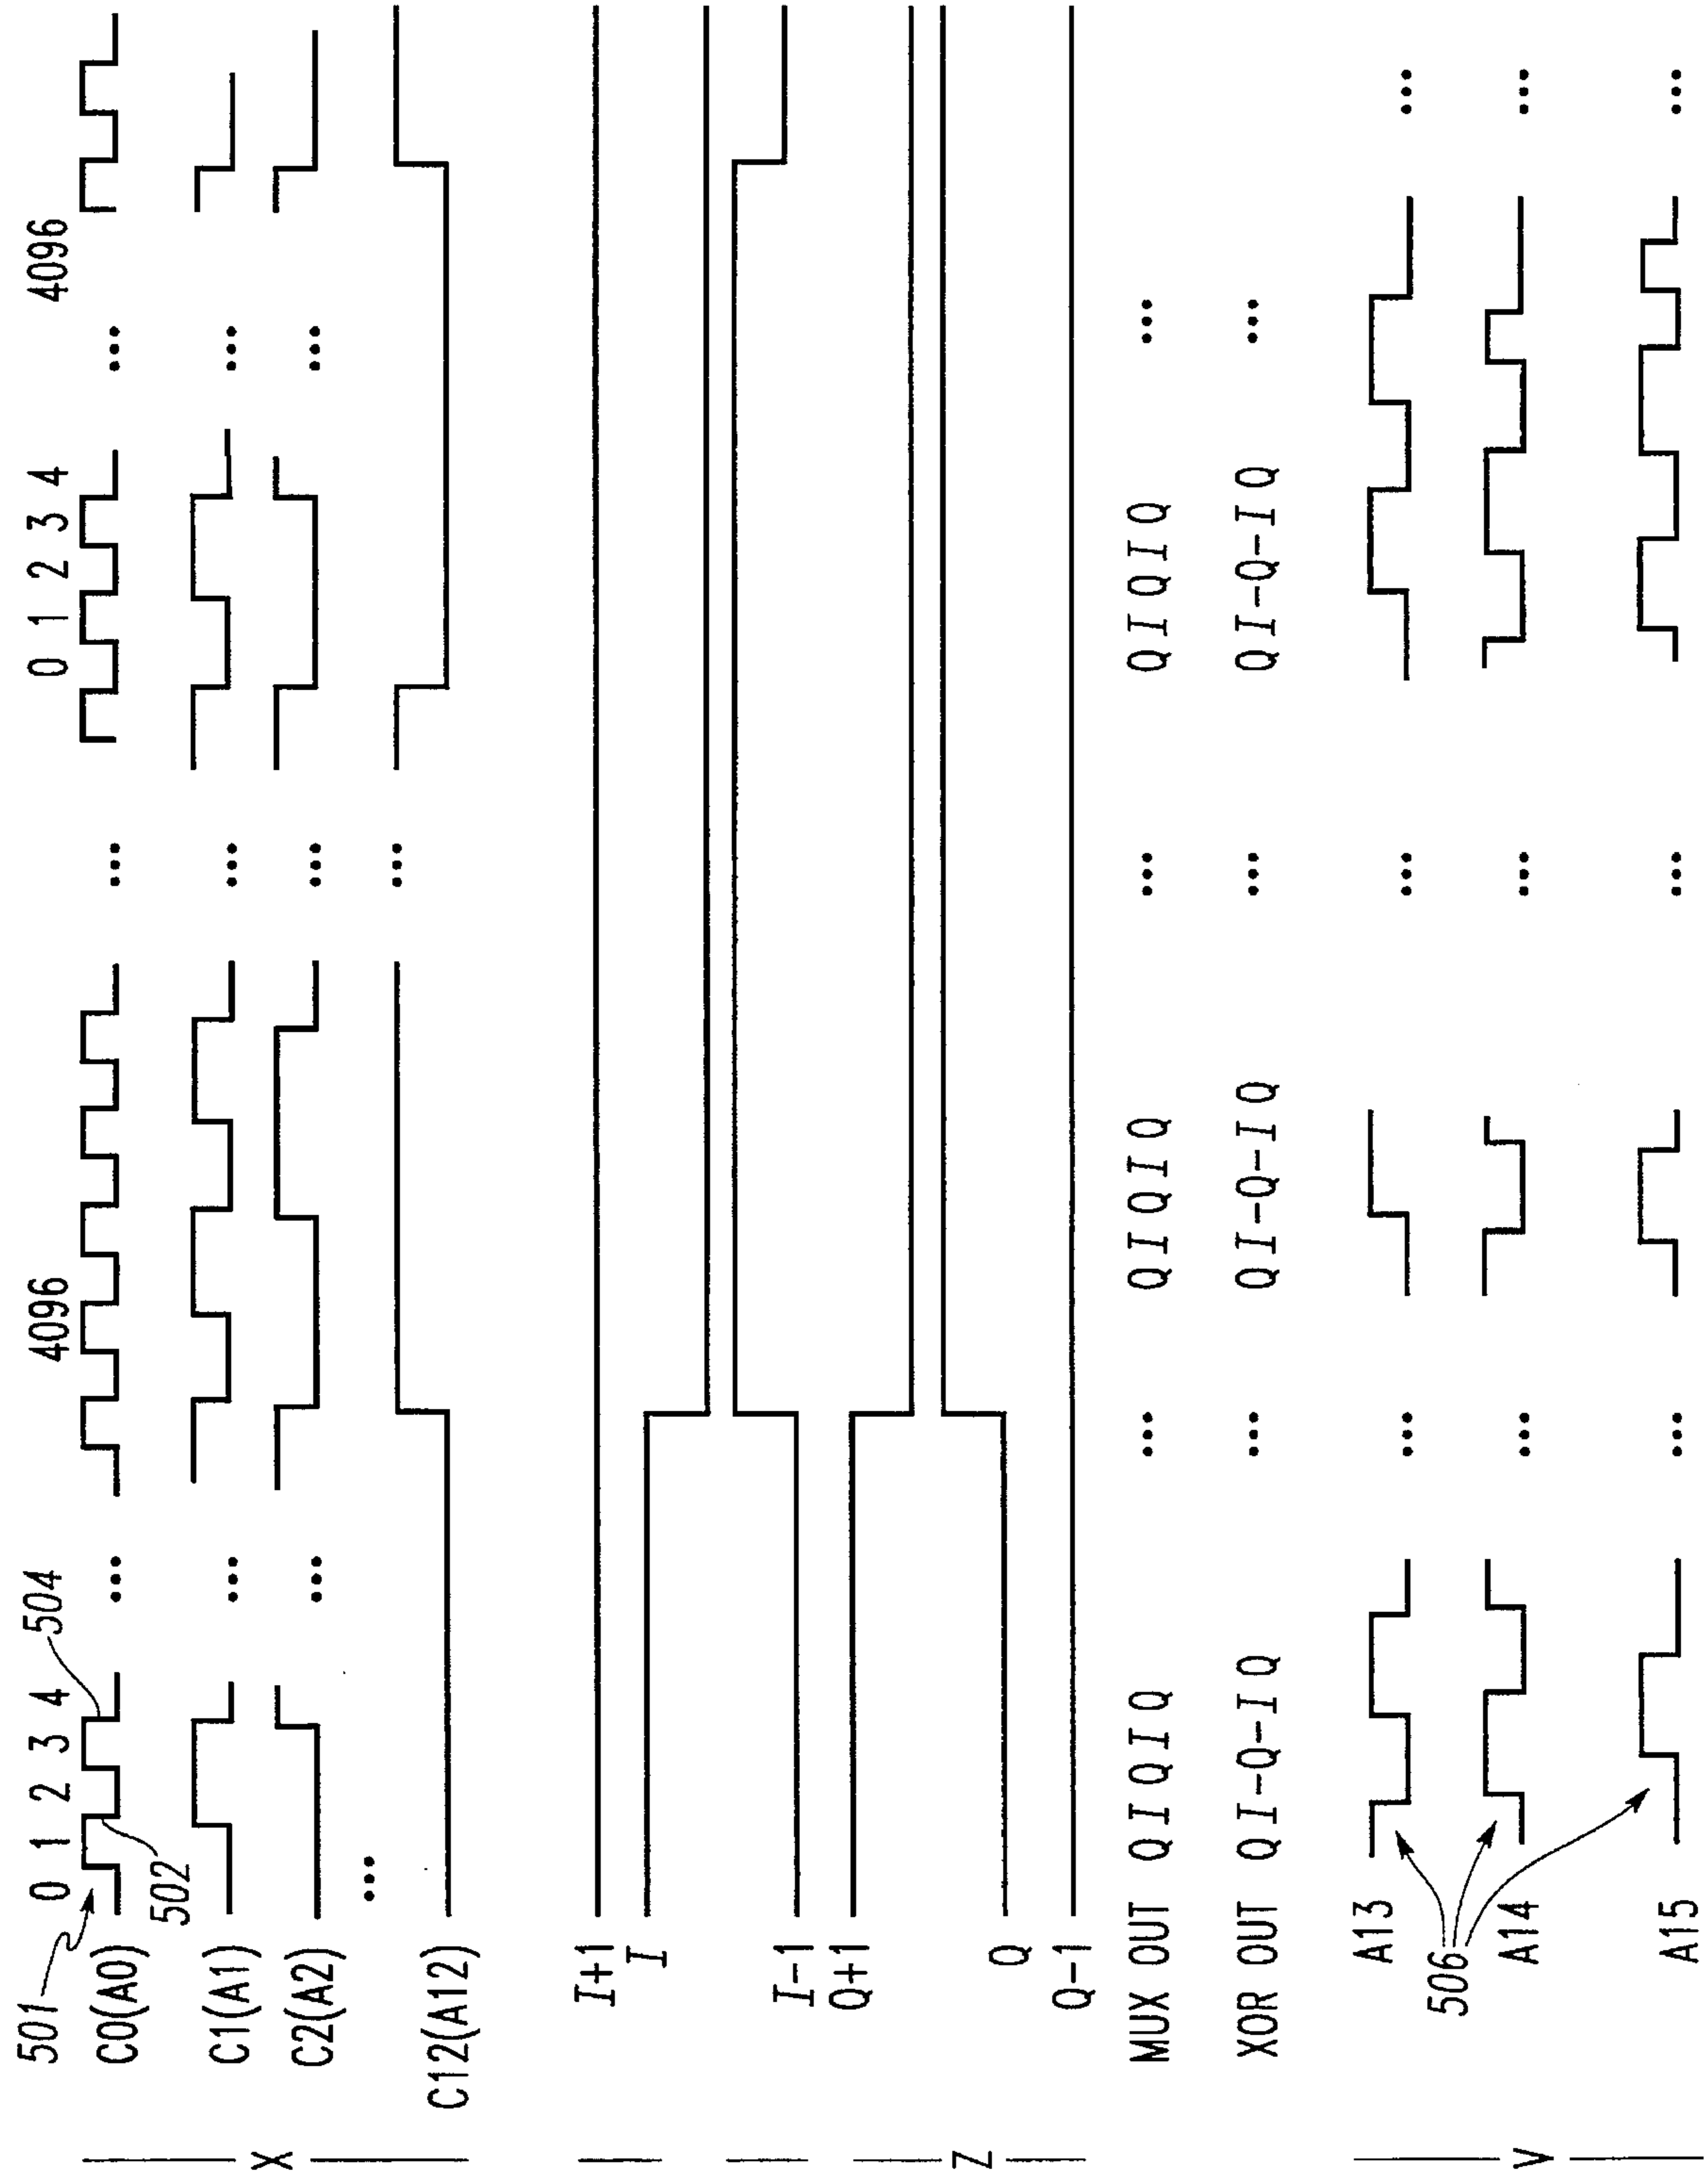 501
0 1 2 3 4
504
4096
0 1 2 3 4
4096
502
C0(A0)
...
...
...
...
C1(A1)
...
...
...
C2(A2)
...
...
...
...
C12(A12)
...
X
I+1
I
I-1
Q+1
Q
Q-1
Z
MUX OUT Q I Q I Q ... Q I Q I Q ... Q I Q I Q ...
XOR OUT Q I-Q-I Q ... Q I-Q-I Q ... Q I-Q-I Q ...
A13 ... ... ...
506
A14 ... ... ...
A15 ... ... ...
V